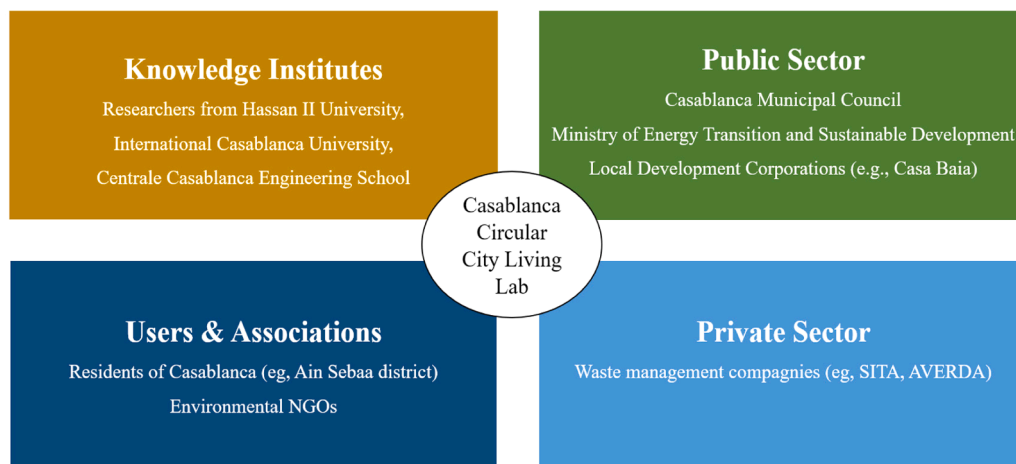 Knowledge Institutes
Researchers from Hassan II University,
International Casablanca University,
Centrale Casablanca Engineering School
Public Sector
Casablanca Municipal Council
Ministry of Energy Transition and Sustainable Development
Local Development Corporations (e.g., Casa Baia)
Casablanca
Circular
City Living
Lab
Users & Associations
Residents of Casablanca (eg, Ain Sebaa district)
Environmental NGOs
Private Sector
Waste management compagnies (eg, SITA, AVERDA)